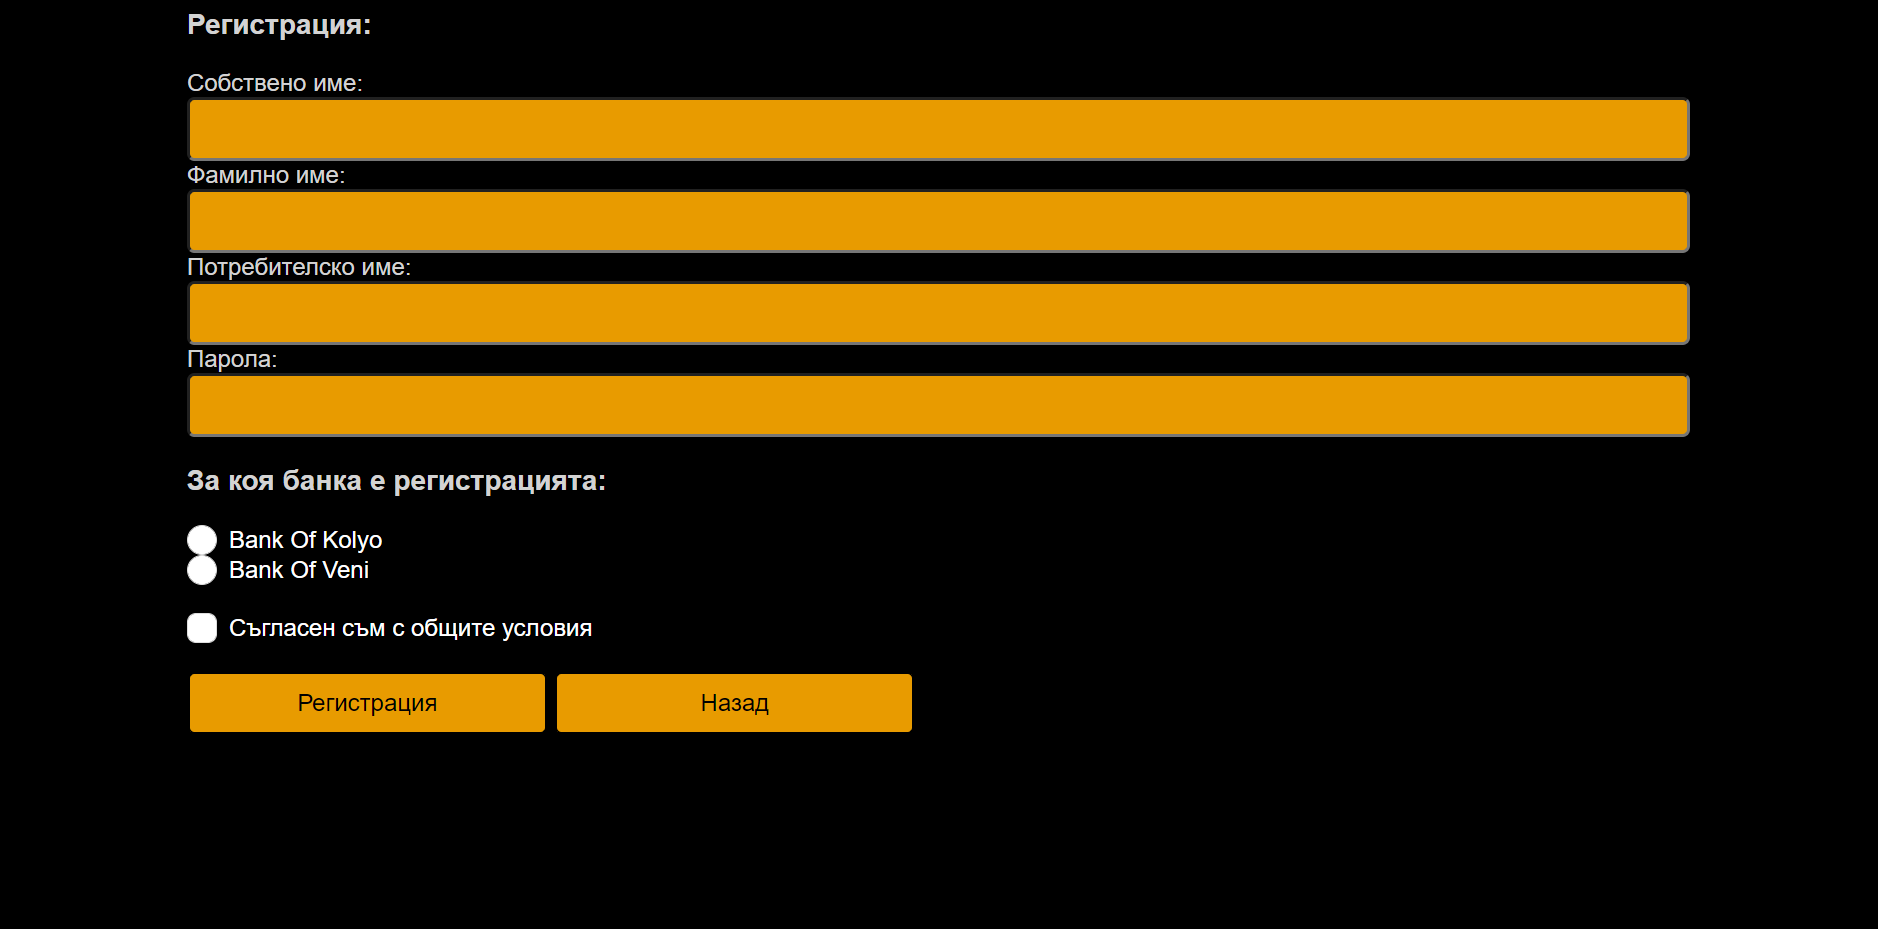 Регистрация:
Собствено име:
Фамилно име:
Потребителско име:
Парола:
За коя банка е регистрацията:
Bank Of Kolyo
Bank Of Veni
Съгласен съм с общите условия
Регистрация
Назад